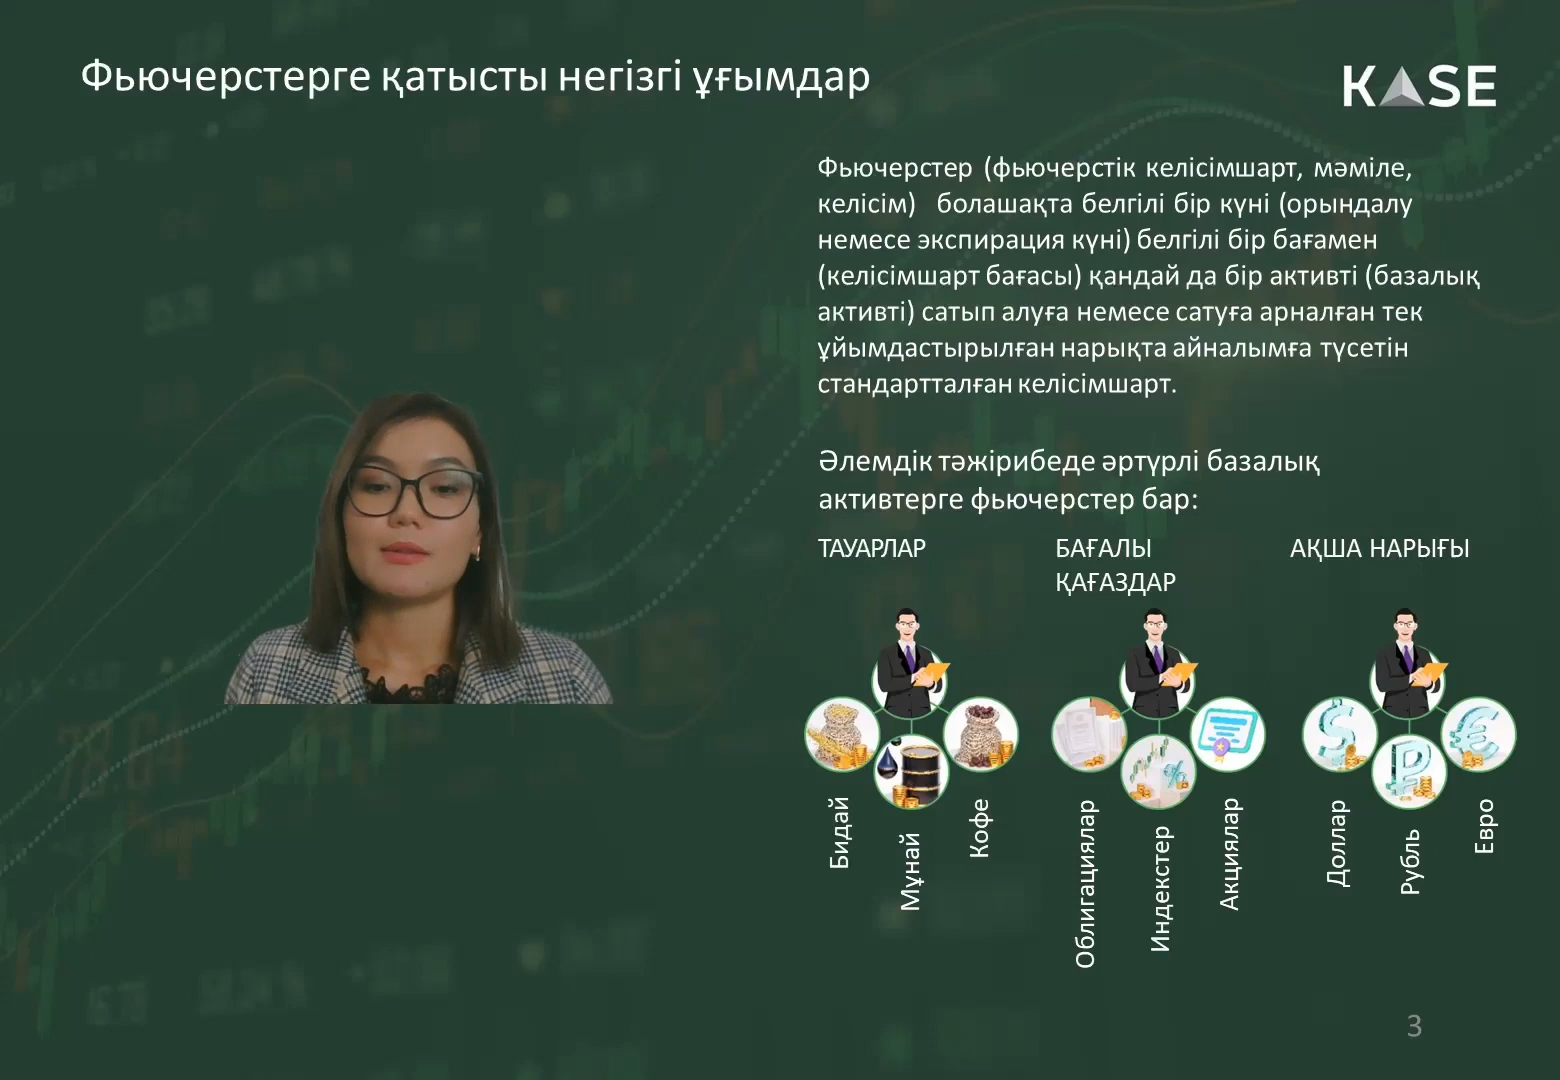 Фьючерстерге қатысты негізгі ұғымдар
KASE
Фьючерстер (фьючерстік келісімшарт, мәміле,
келісім) болашақта белгілі бір күні (орындалу
немесе экспирация күні) белгілі бір бағамен
(келісімшарт бағасы) қандай да бір активті (базалық
активті) сатып алуға немесе сатуға арналған тек
ұйымдастырылған нарықта айналымға түсетін
стандартталған келісімшарт.
Әлемдік тәжірибеде әртүрлі базалық
активтерге фьючерстер бар:
ТАУАРЛАР
БАҒАЛЫ
ҚАҒАЗДАР
АҚША НАРЫҒЫ
Бидай
Мұнай
Кофе
Облигациялар
Индекстер
Акциялар
Доллар
Рубль
Евро
3